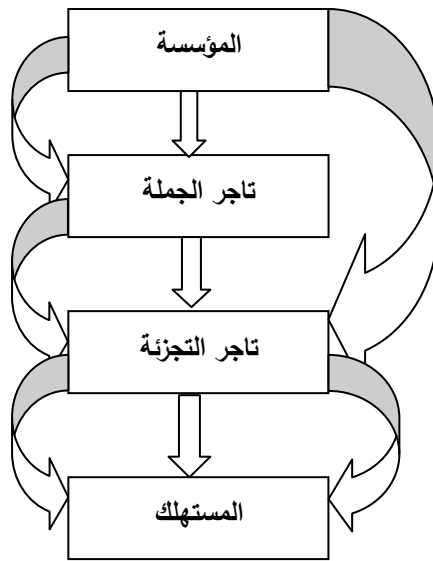 المؤسسة
تاجر الجملة
تاجر التجزئة
المستهلك